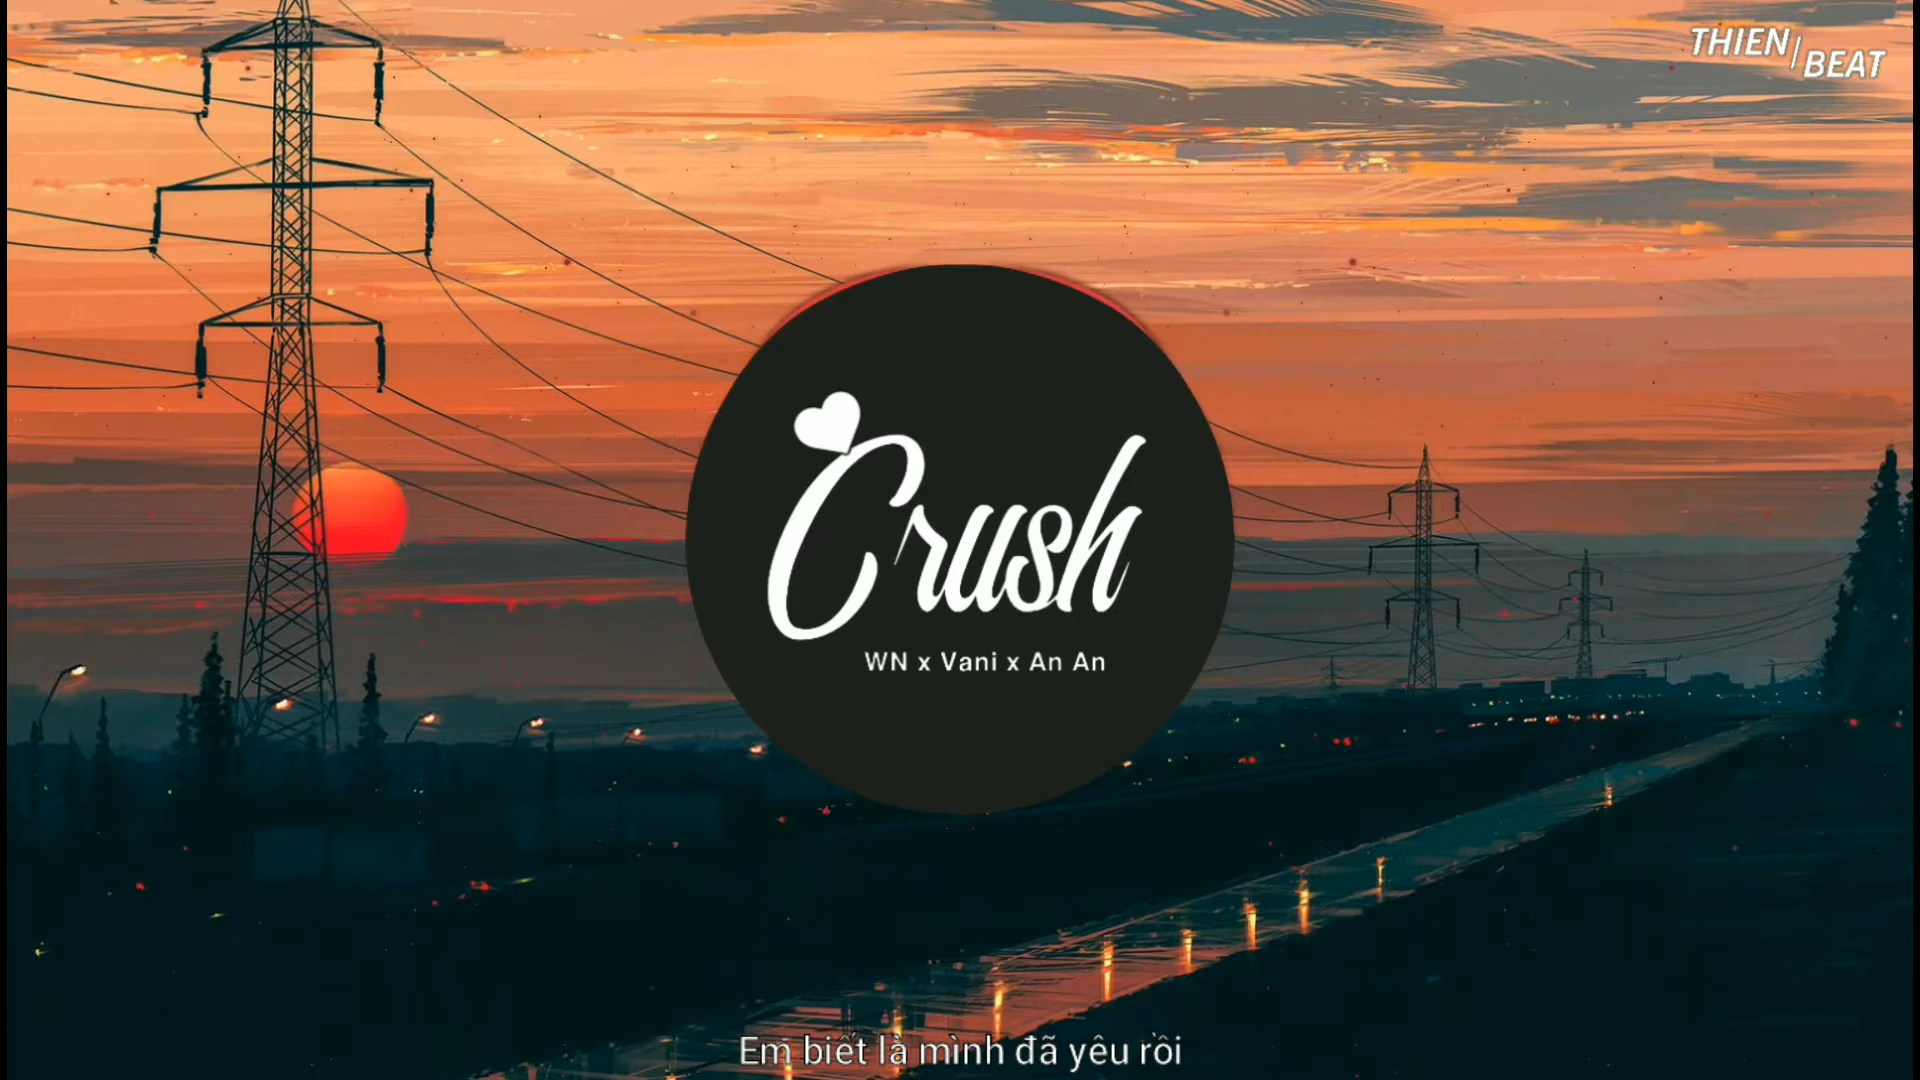 THIEN/
BEAT
Crush
WN x Vani x An An
Em biết là mình đã yêu rồi